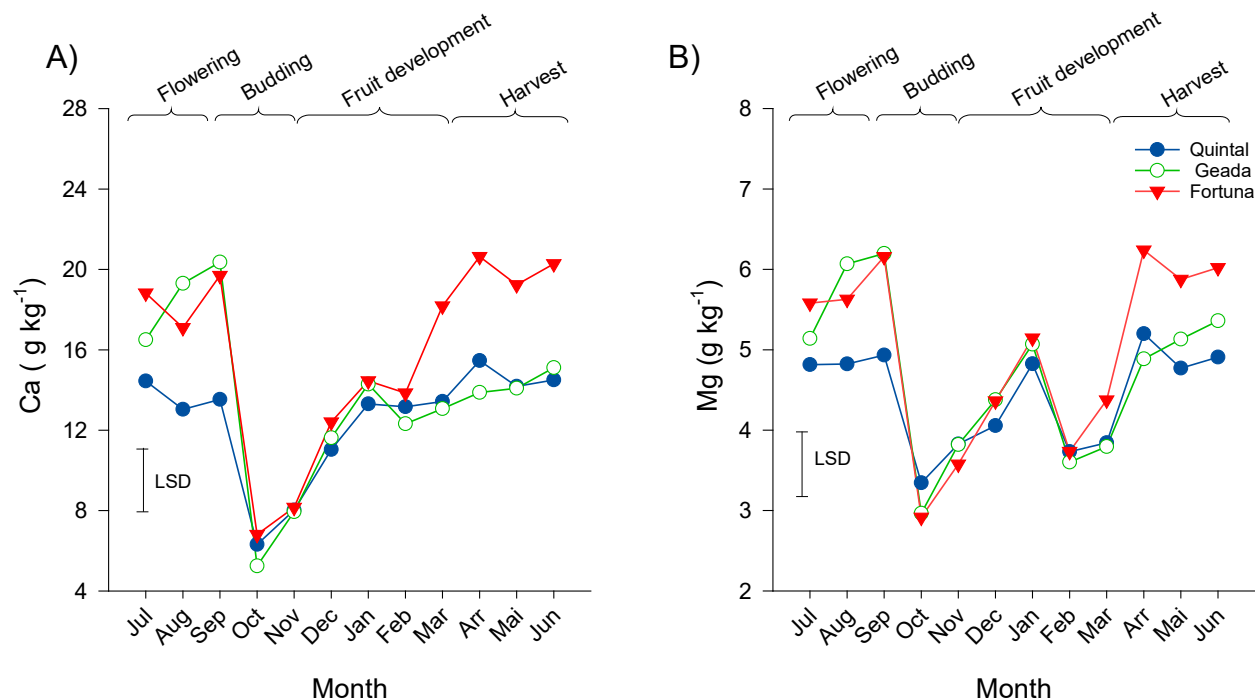 A)
Flowering
Budding
Fruit development
Harvest
28
24
20
16
12
8
4
Ca ( g kg⁻¹)
LSD
Jul
Aug
Sep
Oct
Nov
Dec
Jan
Feb
Mar
Arr
Mai
Jun
Month
B)
Flowering
Budding
Fruit development
Harvest
8
7
6
5
4
3
2
Mg (g kg⁻¹)
Quintal
Geada
Fortuna
LSD
Jul
Aug
Sep
Oct
Nov
Dec
Jan
Feb
Mar
Arr
Mai
Jun
Month